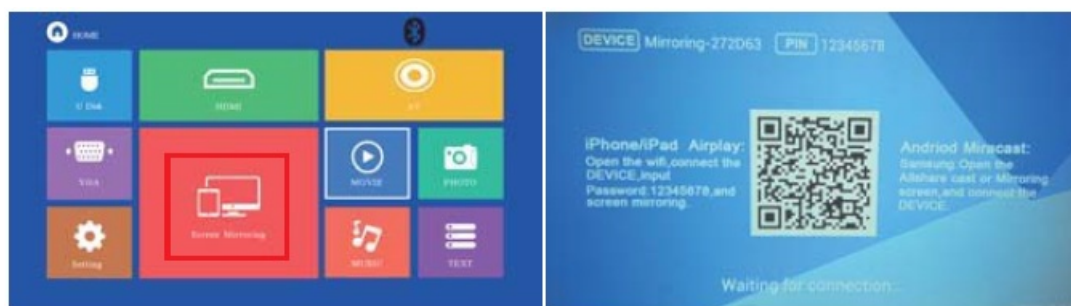 HOME
U Disk
HDMI
AV
VGA
Screen Mirroring
MOVIE
PHOTO
Setting
MUSIC
TEXT
DEVICE Mirroring-272D63 PIN 12345678
iPhone/iPad Airplay:
Open the wifi,connect the
DEVICE,input
Password:12345678,and
screen mirroring.
Andriod Miracast:
Samsung:Open the
Allshare cast or Mirroring
screen,and connect the
DEVICE.
Waiting for connection..